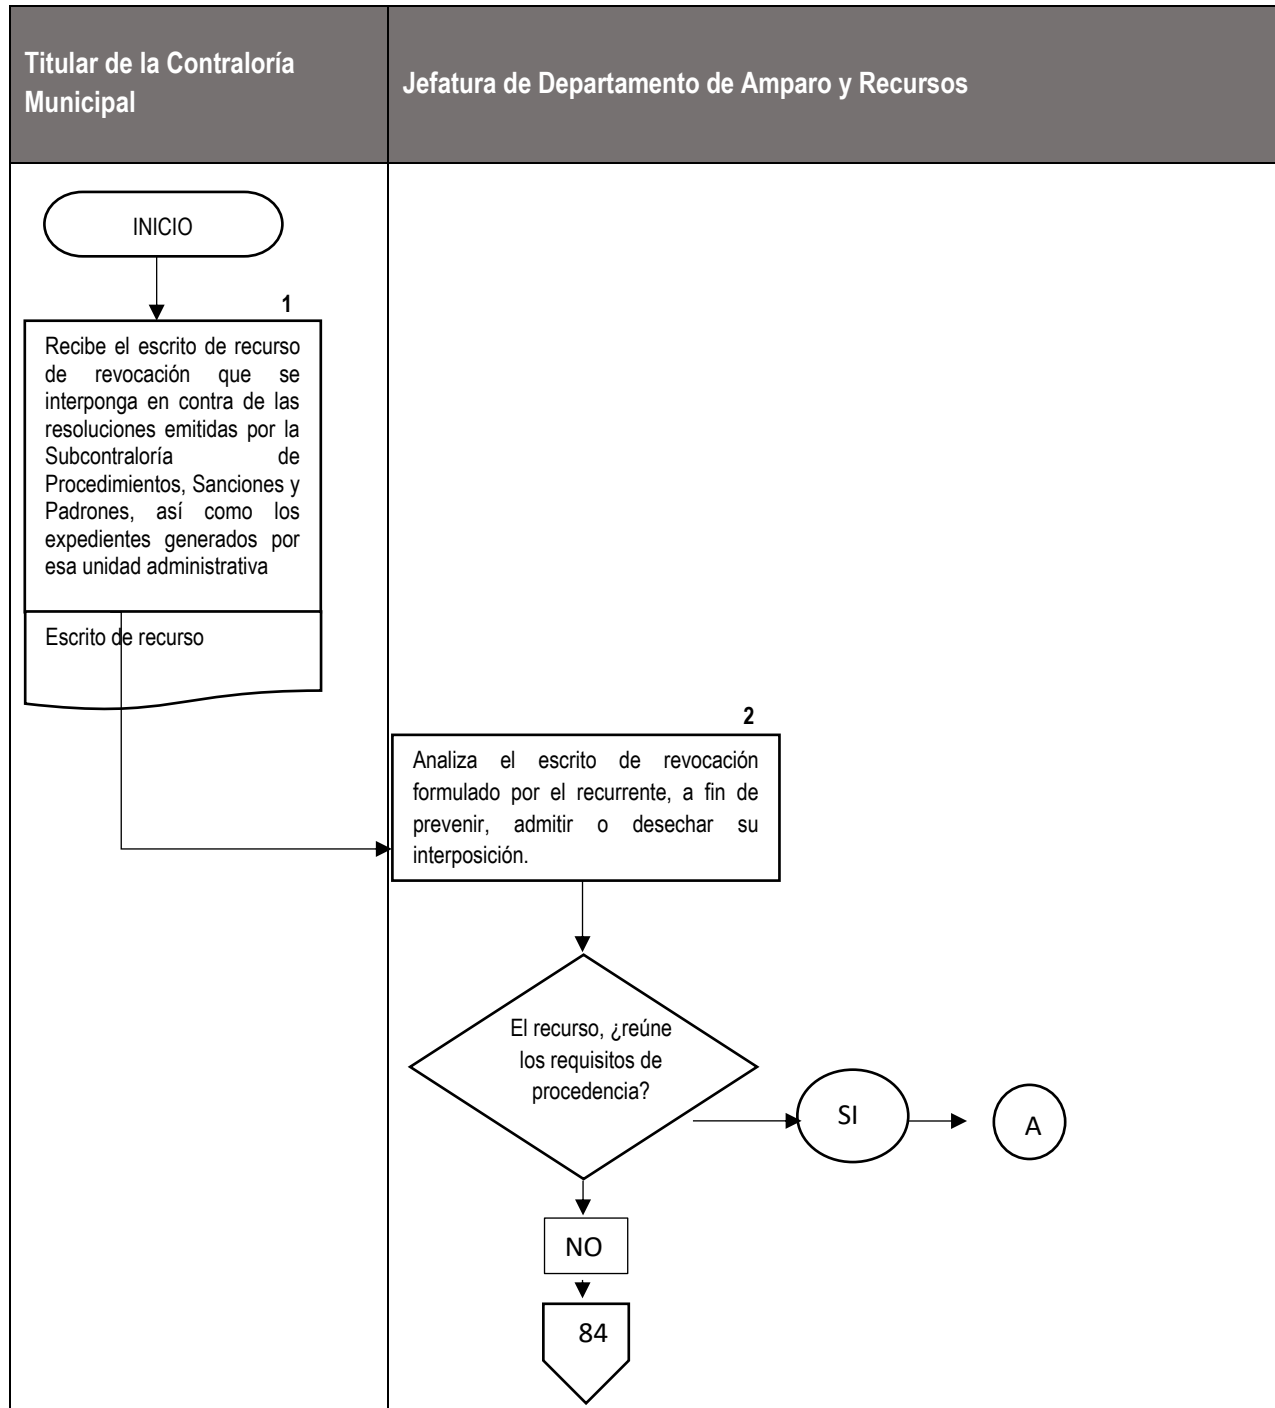 Titular de la Contraloría
Municipal
Jefatura de Departamento de Amparo y Recursos
INICIO
1
Recibe el escrito de recurso
de revocación que se
interponga en contra de las
resoluciones emitidas por la
Subcontraloría de
Procedimientos, Sanciones y
Padrones, así como los
expedientes generados por
esa unidad administrativa
Escrito de recurso
2
Analiza el escrito de revocación
formulado por el recurrente, a fin de
prevenir, admitir o desechar su
interposición.
El recurso, ¿reúne
los requisitos de
procedencia?
SI
A
NO
84